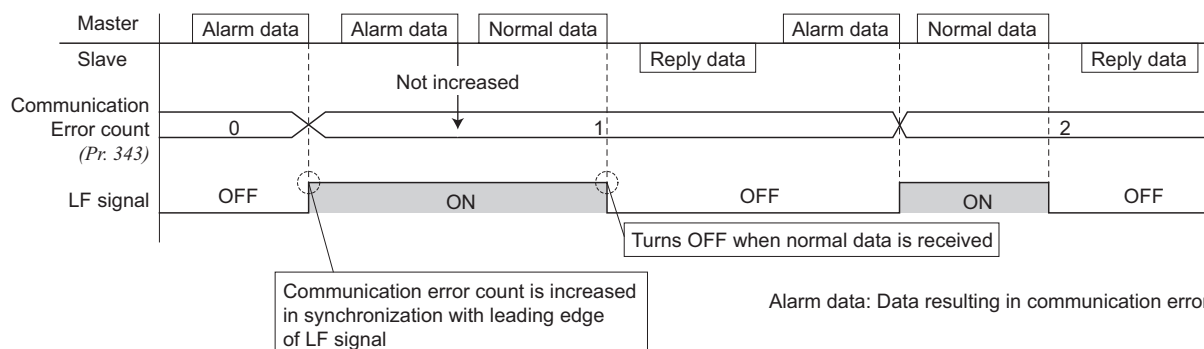 Master
Alarm data Alarm data Normal data Alarm data Normal data
Slave
Reply data Reply data
Not increased
Communication
Error count
(Pr. 343)
0 1 2
LF signal
OFF ON OFF ON OFF
Turns OFF when normal data is received
Communication error count is increased
in synchronization with leading edge
of LF signal
Alarm data: Data resulting in communication error